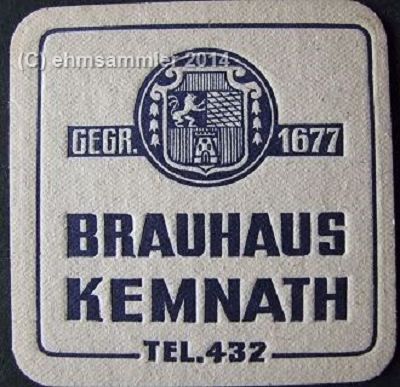 (C) ehmsammler 2014
GEGR. 1677
BRAUHAUS
KEMNATH
TEL.432